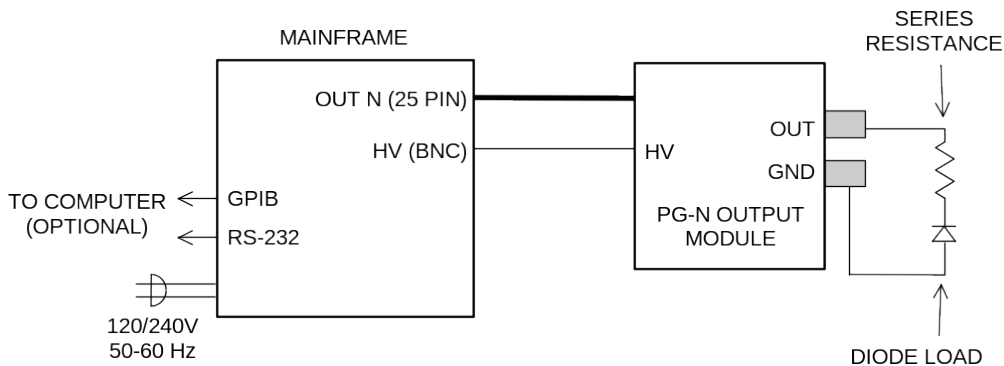 SERIES
RESISTANCE
MAINFRAME
OUT N (25 PIN)
HV (BNC)
GPIB
RS-232
TO COMPUTER
(OPTIONAL)
120/240V
50-60 Hz
OUT
HV
GND
PG-N OUTPUT
MODULE
DIODE LOAD